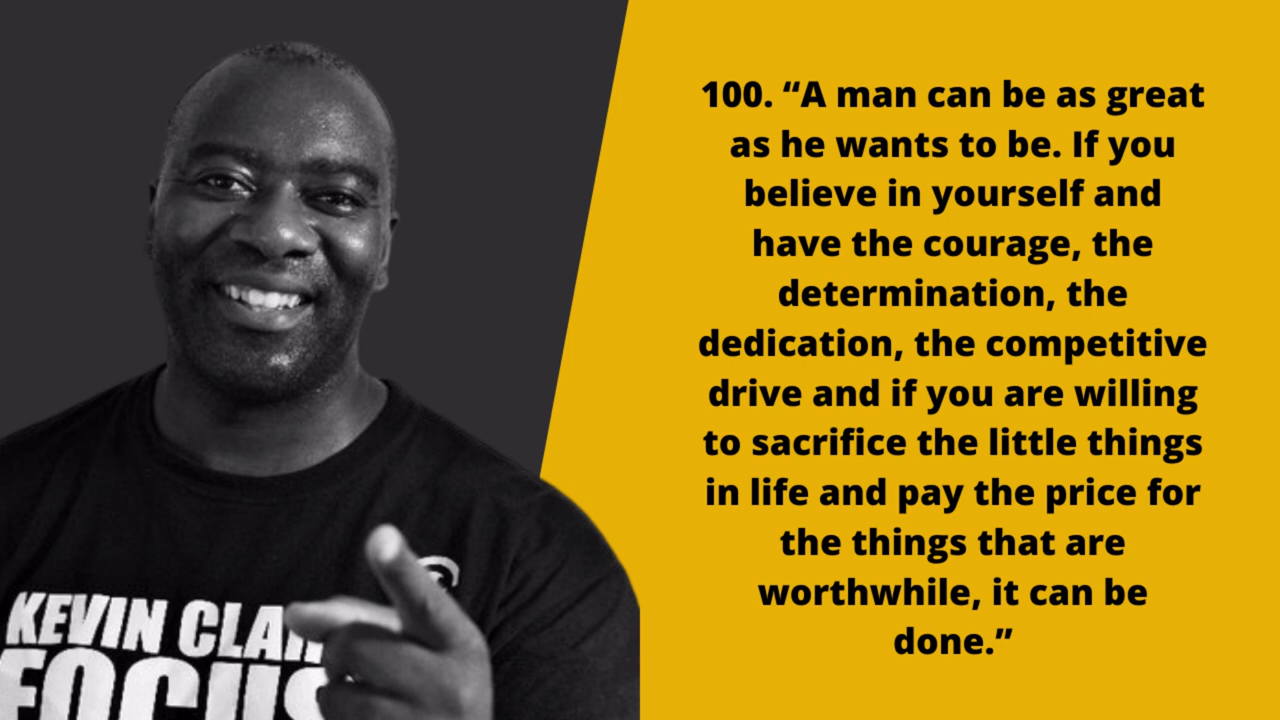 100. “A man can be as great
as he wants to be. If you
believe in yourself and
have the courage, the
determination, the
dedication, the competitive
drive and if you are willing
to sacrifice the little things
in life and pay the price for
the things that are
worthwhile, it can be
done.”
KEVIN
FOCUS